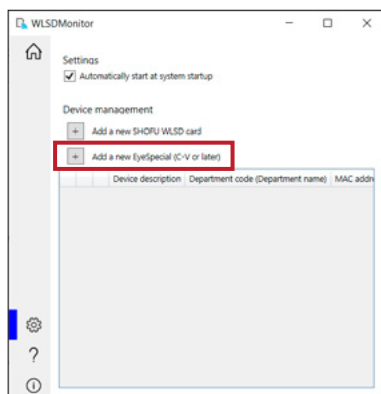 WLSDMonitor
Settings
Automatically start at system startup
Device management
+ Add a new SHOFU WLSD card
+ Add a new EyeSpecial (C-V or later)
Device description Department code (Department name) MAC addr
?